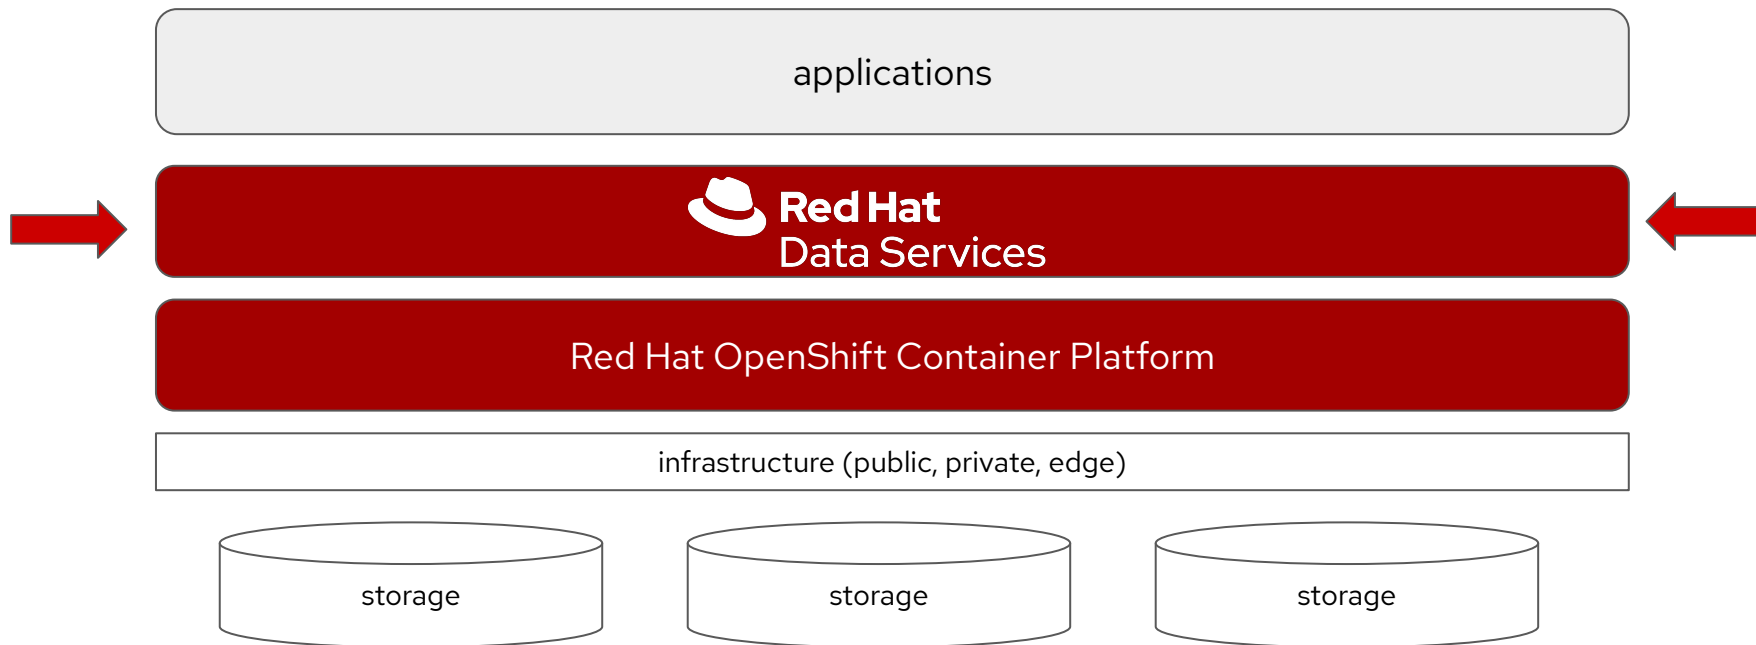 applications
Red Hat
Data Services
Red Hat OpenShift Container Platform
infrastructure (public, private, edge)
storage
storage
storage